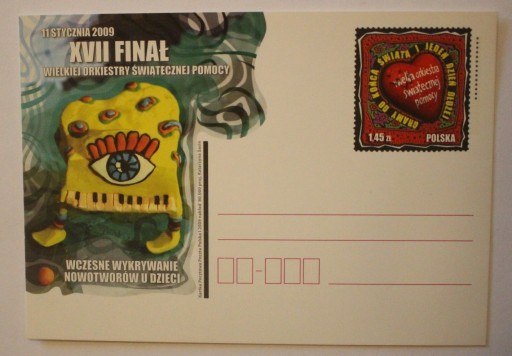 11 STYCZNIA 2009
XVII FINAŁ
WIELKIEJ ORKIESTRY ŚWIĄTECZNEJ POMOCY
WCZESNE WYKRYWANIE
NOWOTWORÓW U DZIECI
GRAMY DO KOŃCA ŚWIATA I JEDEN DZIEŃ DŁUŻEJ
wielka orkiestra
świątecznej
pomocy
1,45 zł POLSKA